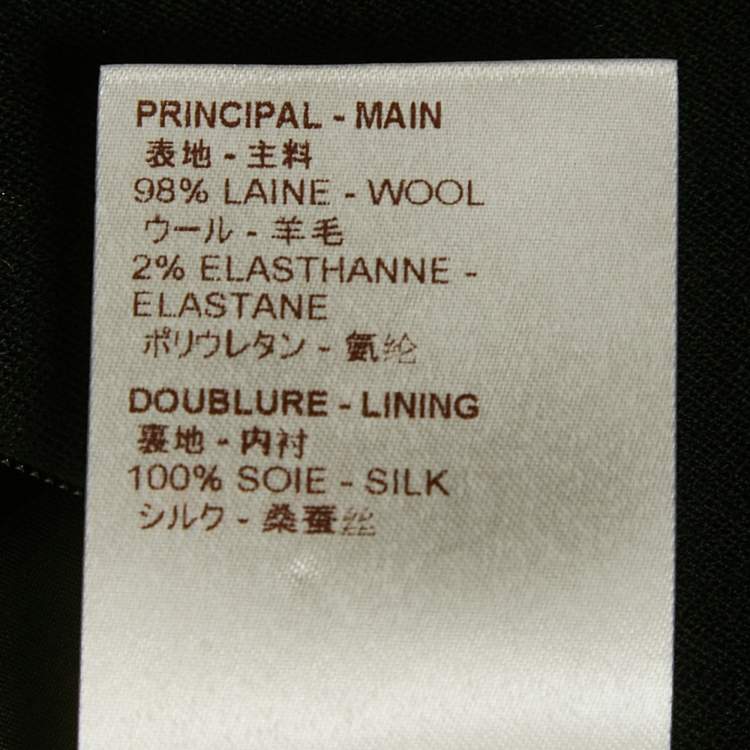 PRINCIPAL - MAIN
表地 - 主料
98% LAINE - WOOL
ウール - 羊毛
2% ELASTHANNE -
ELASTANE
ポリウレタン - 氨纶
DOUBLURE - LINING
裏地 - 内衬
100% SOIE - SILK
シルク - 桑蚕丝